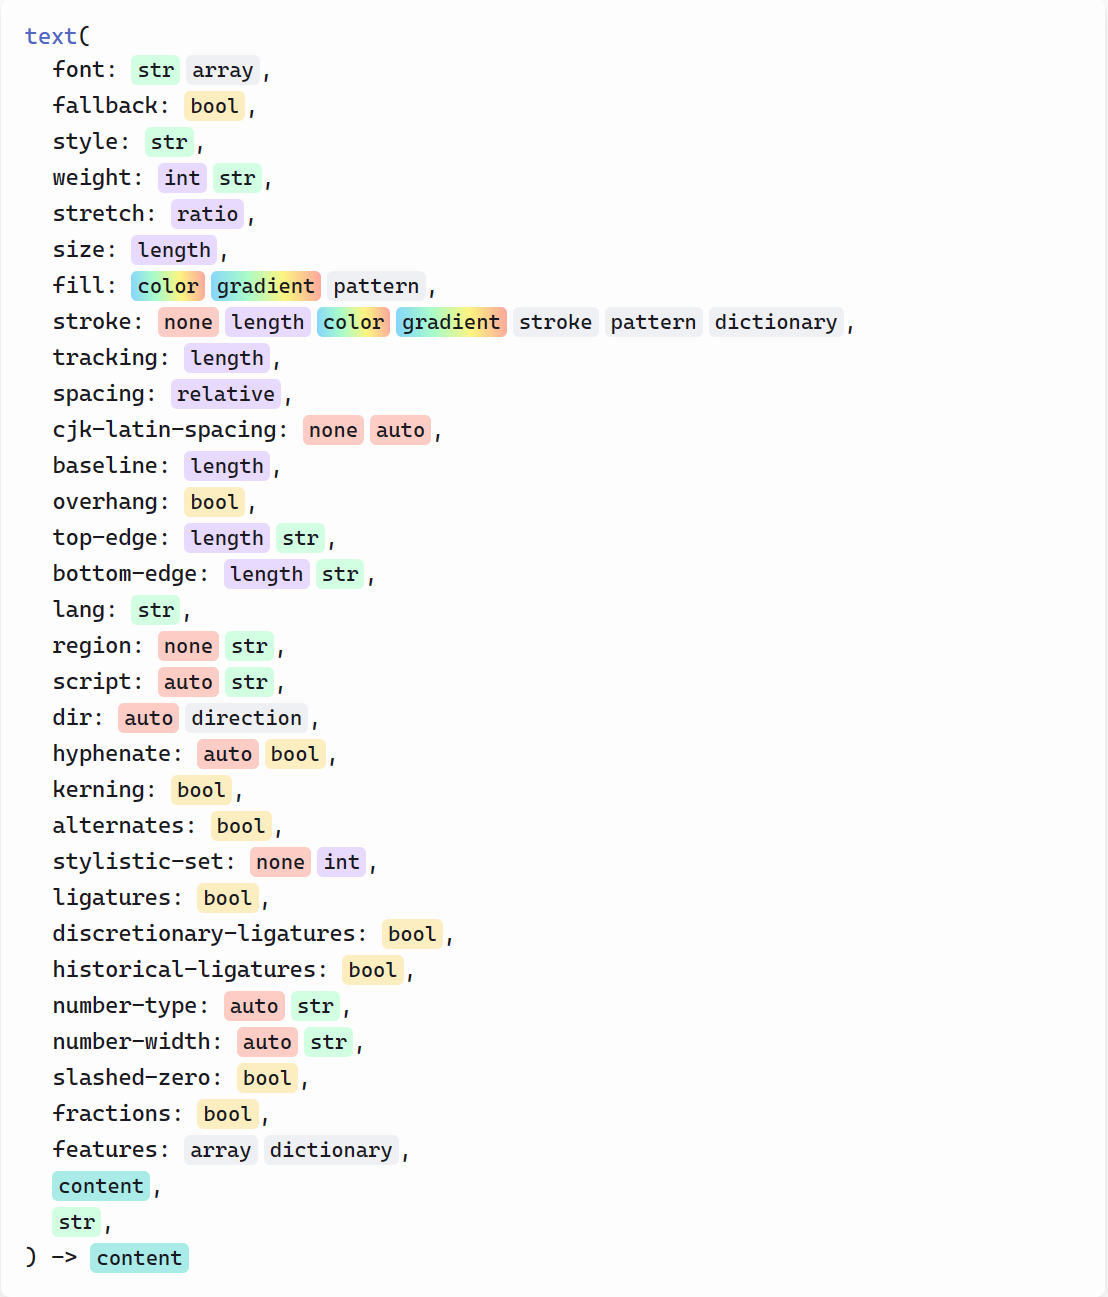 text(
font: str array,
fallback: bool,
style: str,
weight: int str,
stretch: ratio,
size: length,
fill: color gradient pattern,
stroke: none length color gradient stroke pattern dictionary,
tracking: length,
spacing: relative,
cjk-latin-spacing: none auto,
baseline: length,
overhang: bool,
top-edge: length str,
bottom-edge: length str,
lang: str,
region: none str,
script: auto str,
dir: auto direction,
hyphenate: auto bool,
kerning: bool,
alternates: bool,
stylistic-set: none int,
ligatures: bool,
discretionary-ligatures: bool,
historical-ligatures: bool,
number-type: auto str,
number-width: auto str,
slashed-zero: bool,
fractions: bool,
features: array dictionary,
content,
str,
) -> content